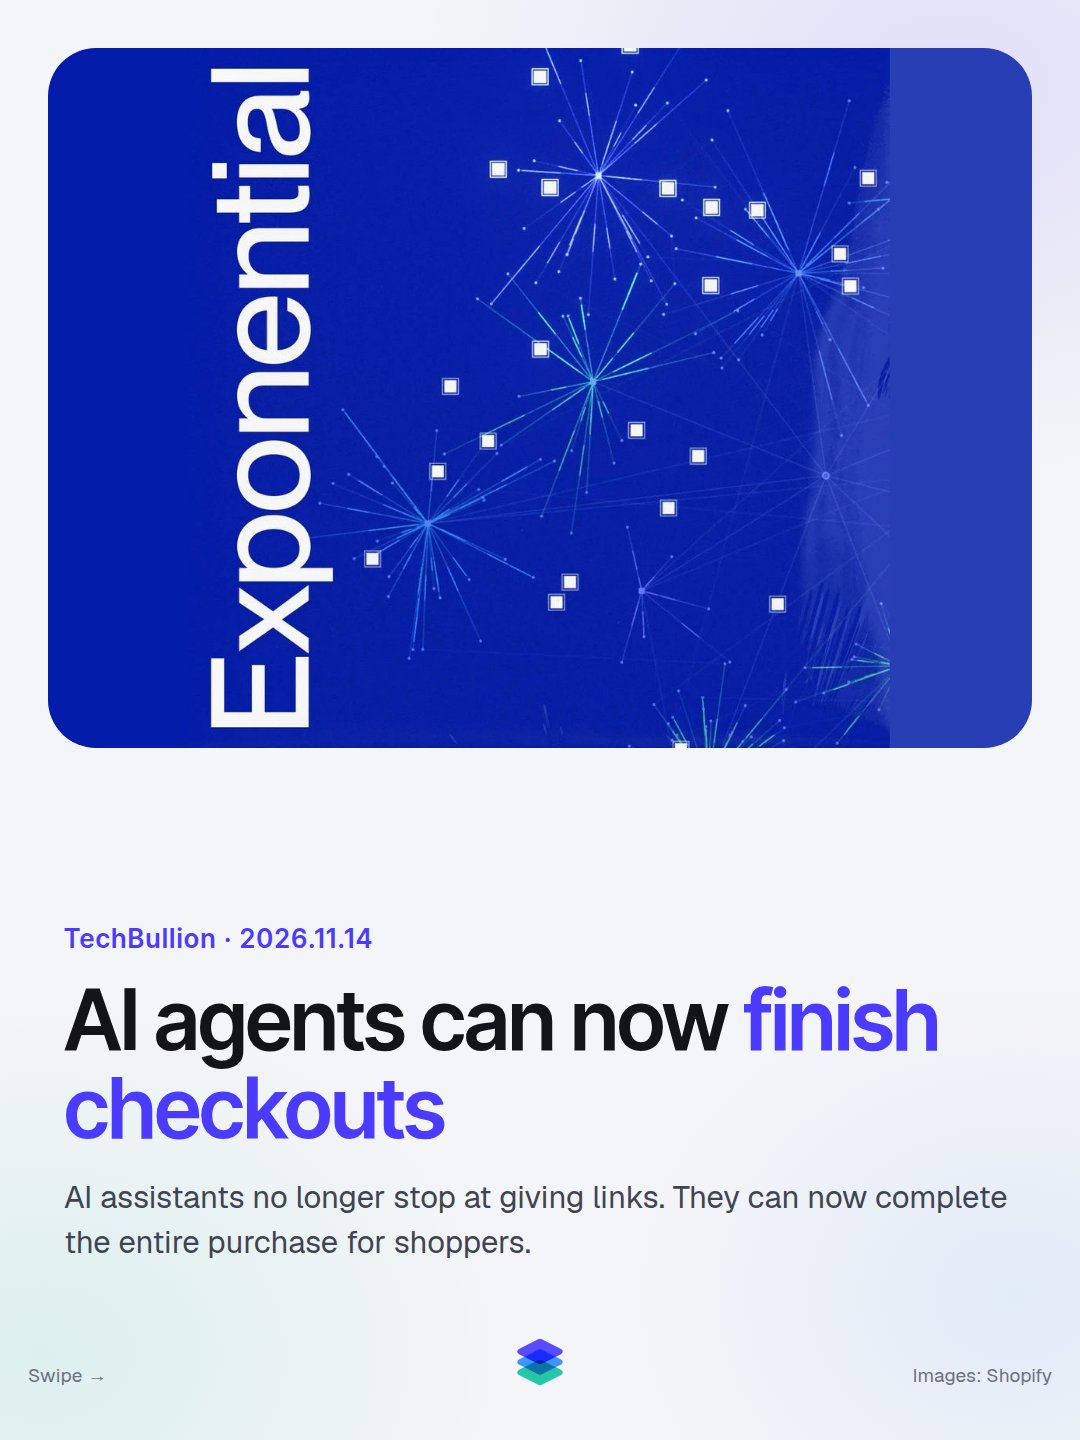 Exponential
TechBullion · 2026.11.14
AI agents can now finish
checkouts
AI assistants no longer stop at giving links. They can now complete
the entire purchase for shoppers.
Swipe →
Images: Shopify